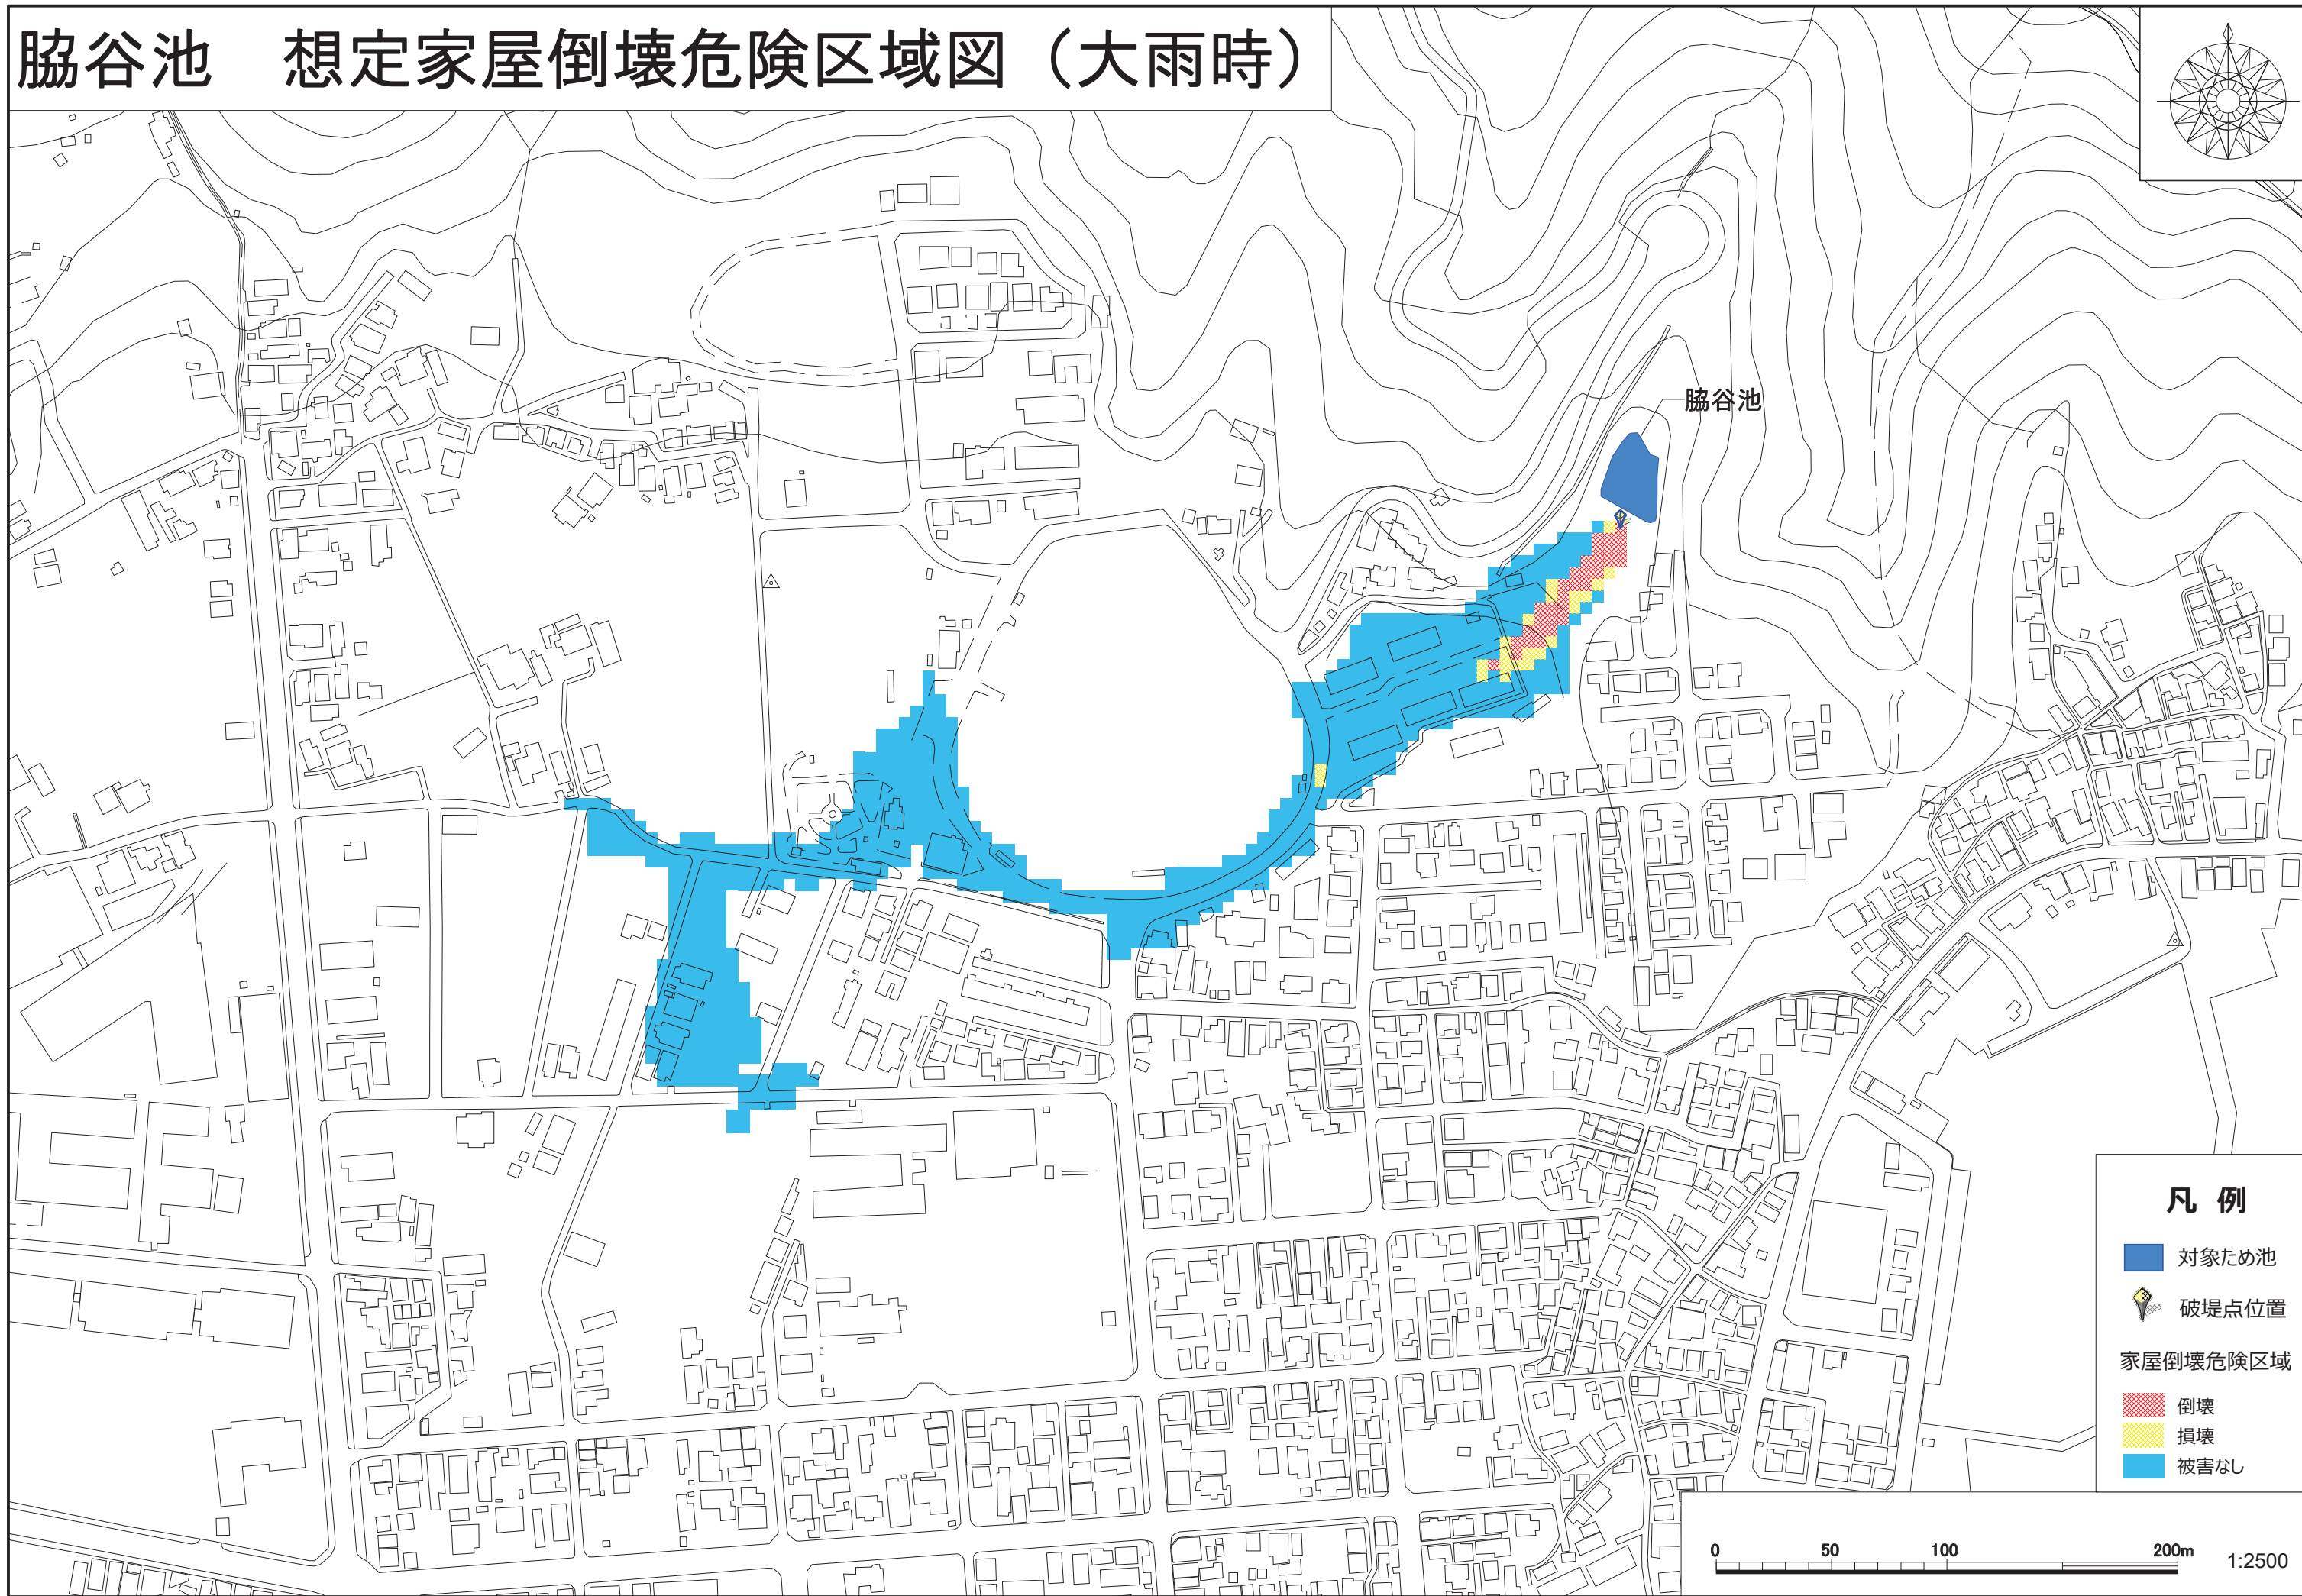 脇谷池　想定家屋倒壊危険区域図（大雨時）
脇谷池
凡 例
対象ため池
破堤点位置
家屋倒壊危険区域
倒壊
損壊
被害なし
0 50 100 200m
1:2500